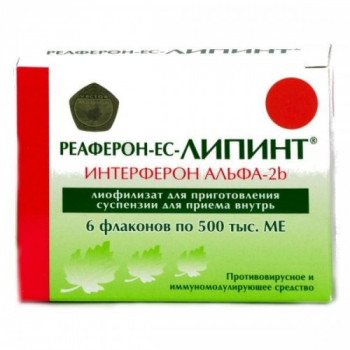 РЕАФЕРОН-ЕС-ЛИПИНТ®
ИНТЕРФЕРОН АЛЬФА-2b
лиофилизат для приготовления
суспензии для приема внутрь
6 флаконов по 500 тыс. МЕ
Противовирусное и
иммуномодулирующее средство